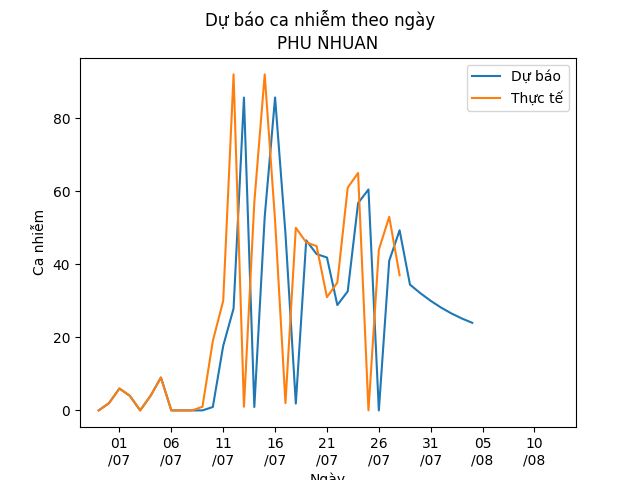 Dự báo ca nhiễm theo ngày
PHU NHUAN
Dự báo
Thực tế
Ca nhiễm
80
60
40
20
0
01 06 11 16 21 26 31 05 10
/07 /07 /07 /07 /07 /07 /07 /08 /08
Ngày